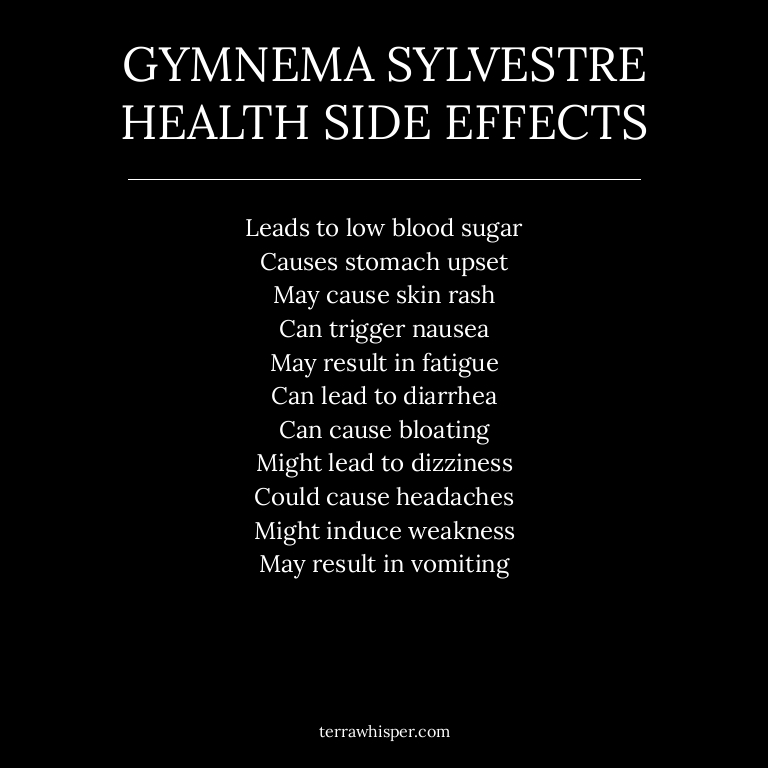 GYMNEMA SYLVESTRE
HEALTH SIDE EFFECTS
Leads to low blood sugar
Causes stomach upset
May cause skin rash
Can trigger nausea
May result in fatigue
Can lead to diarrhea
Can cause bloating
Might lead to dizziness
Could cause headaches
Might induce weakness
May result in vomiting
terrawhisper.com